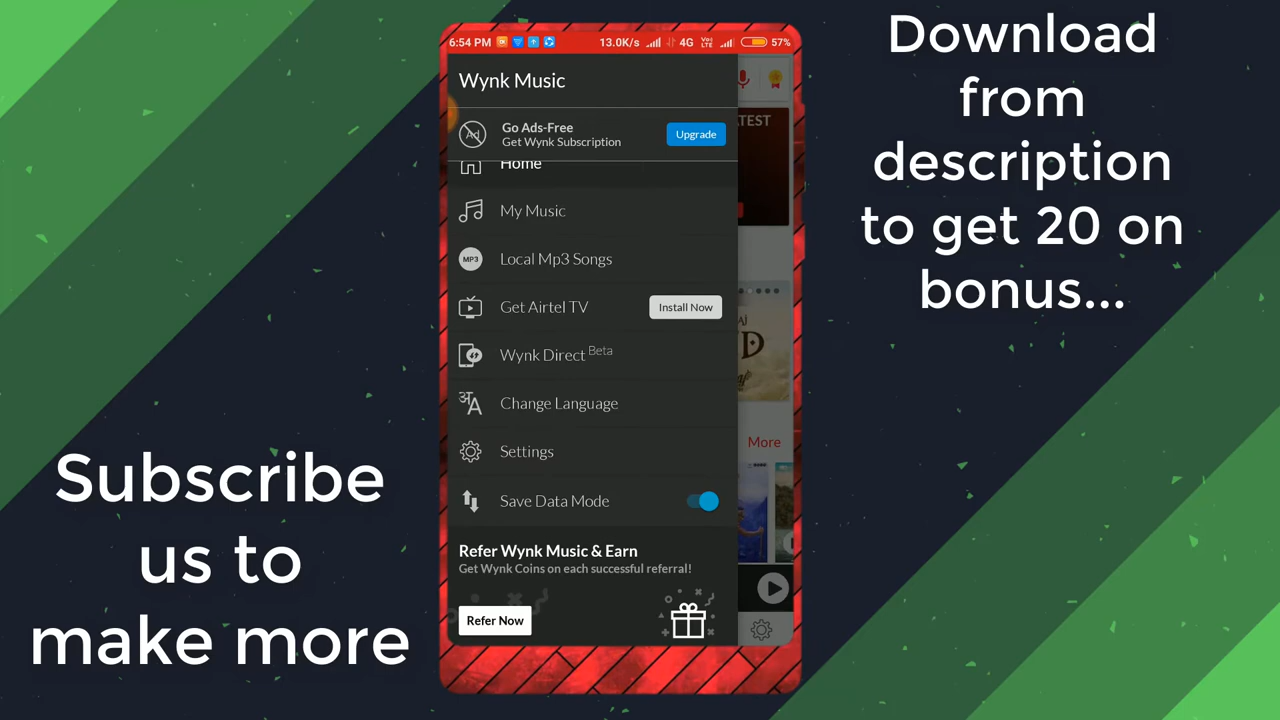 Download
from
description
to get 20 on
bonus...
Subscribe
us to
make more
6:54 PM
13.0K/s
4G
Vo
LTE
57%
Wynk Music
Go Ads-Free
Get Wynk Subscription
Upgrade
Home
My Music
MP3
Local Mp3 Songs
Get Airtel TV
Install Now
Wynk Direct Beta
Change Language
Settings
Save Data Mode
Refer Wynk Music & Earn
Get Wynk Coins on each successful referral!
Refer Now
More